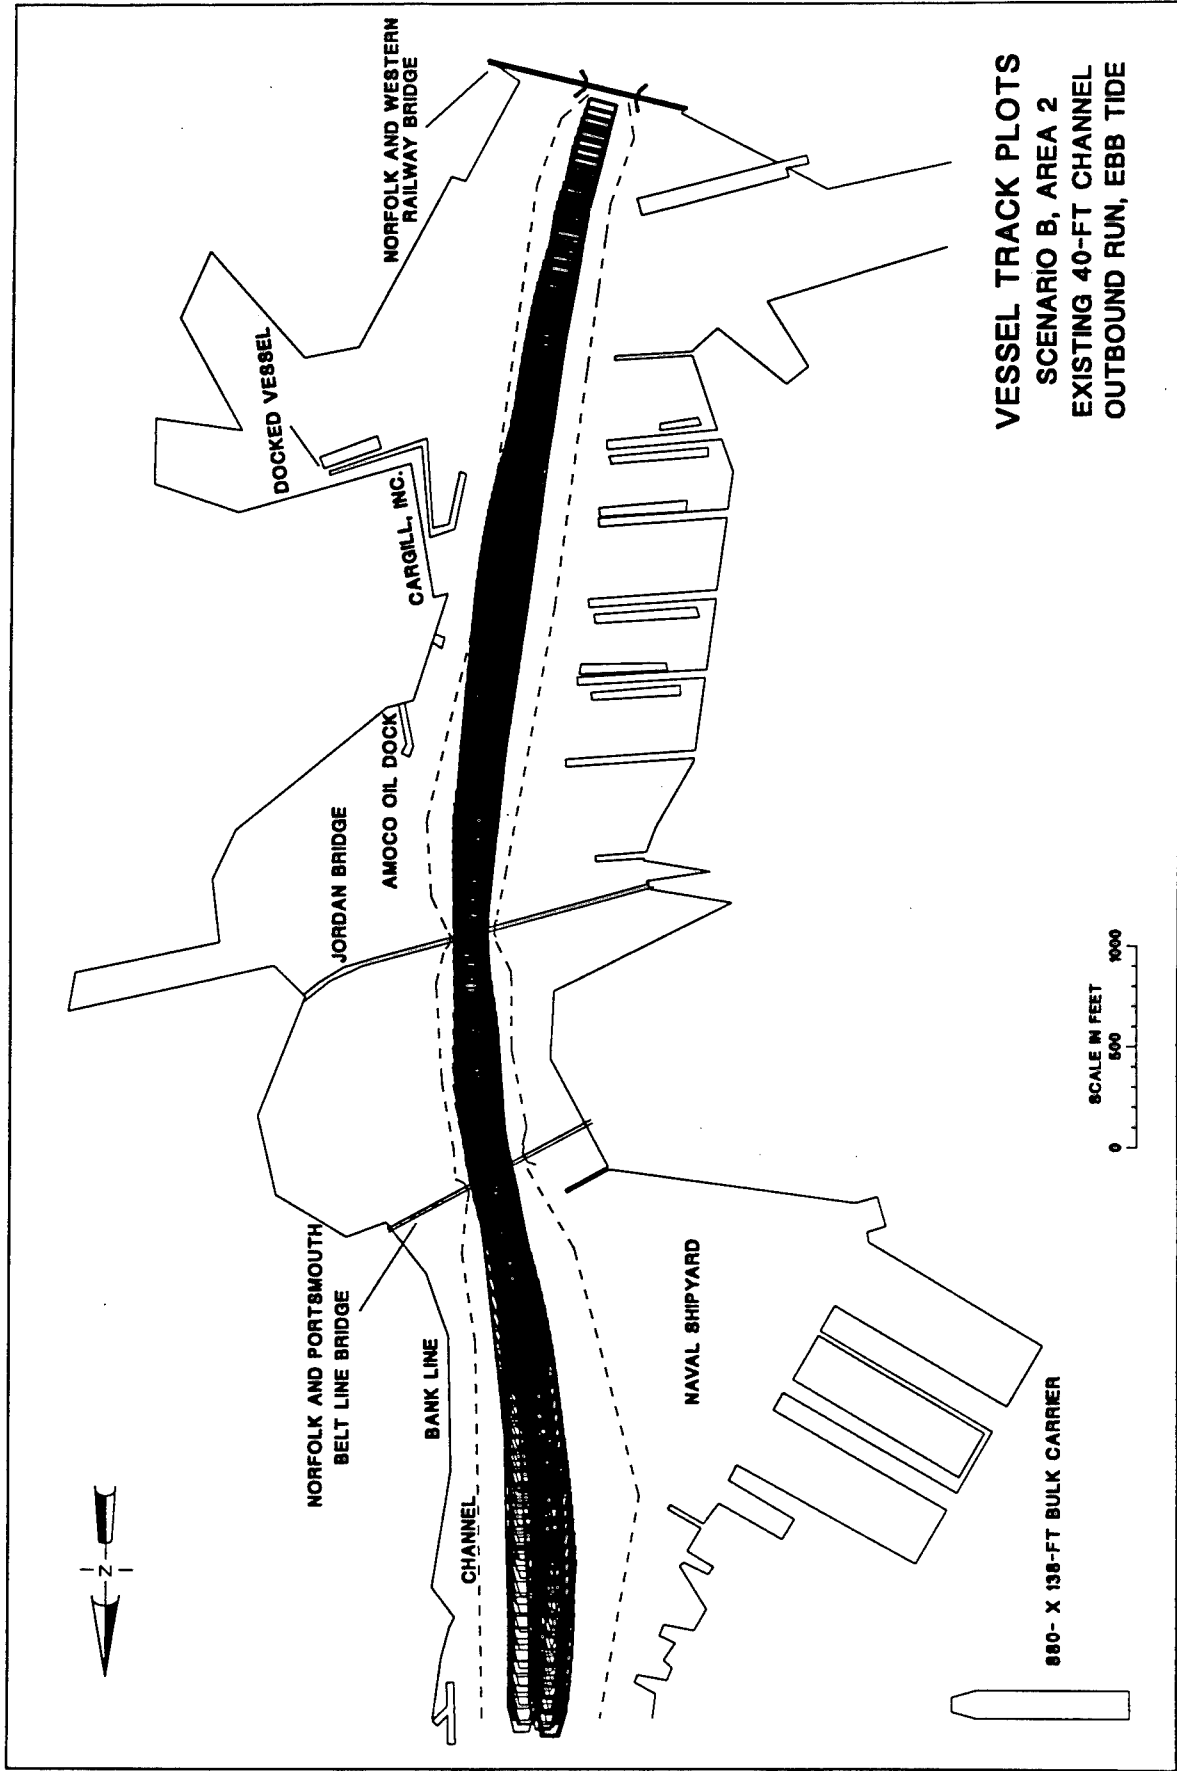 N
NORFOLK AND PORTSMOUTH
BELT LINE BRIDGE
BANK LINE
CHANNEL
JORDAN BRIDGE
AMOCO OIL DOCK
CARGILL, INC.
DOCKED VESSEL
NORFOLK AND WESTERN
RAILWAY BRIDGE
NAVAL SHIPYARD
880- X 138-FT BULK CARRIER
SCALE IN FEET
0 500 1000
VESSEL TRACK PLOTS
SCENARIO B, AREA 2
EXISTING 40-FT CHANNEL
OUTBOUND RUN, EBB TIDE